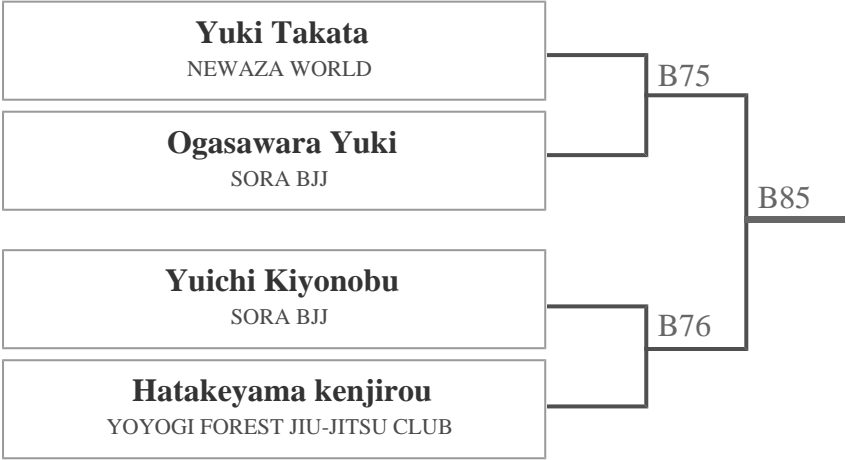 Yuki Takata
NEWAZA WORLD
B75
Ogasawara Yuki
SORA BJJ
B85
Yuichi Kiyonobu
SORA BJJ
B76
Hatakeyama kenjirou
YOYOGI FOREST JIU-JITSU CLUB